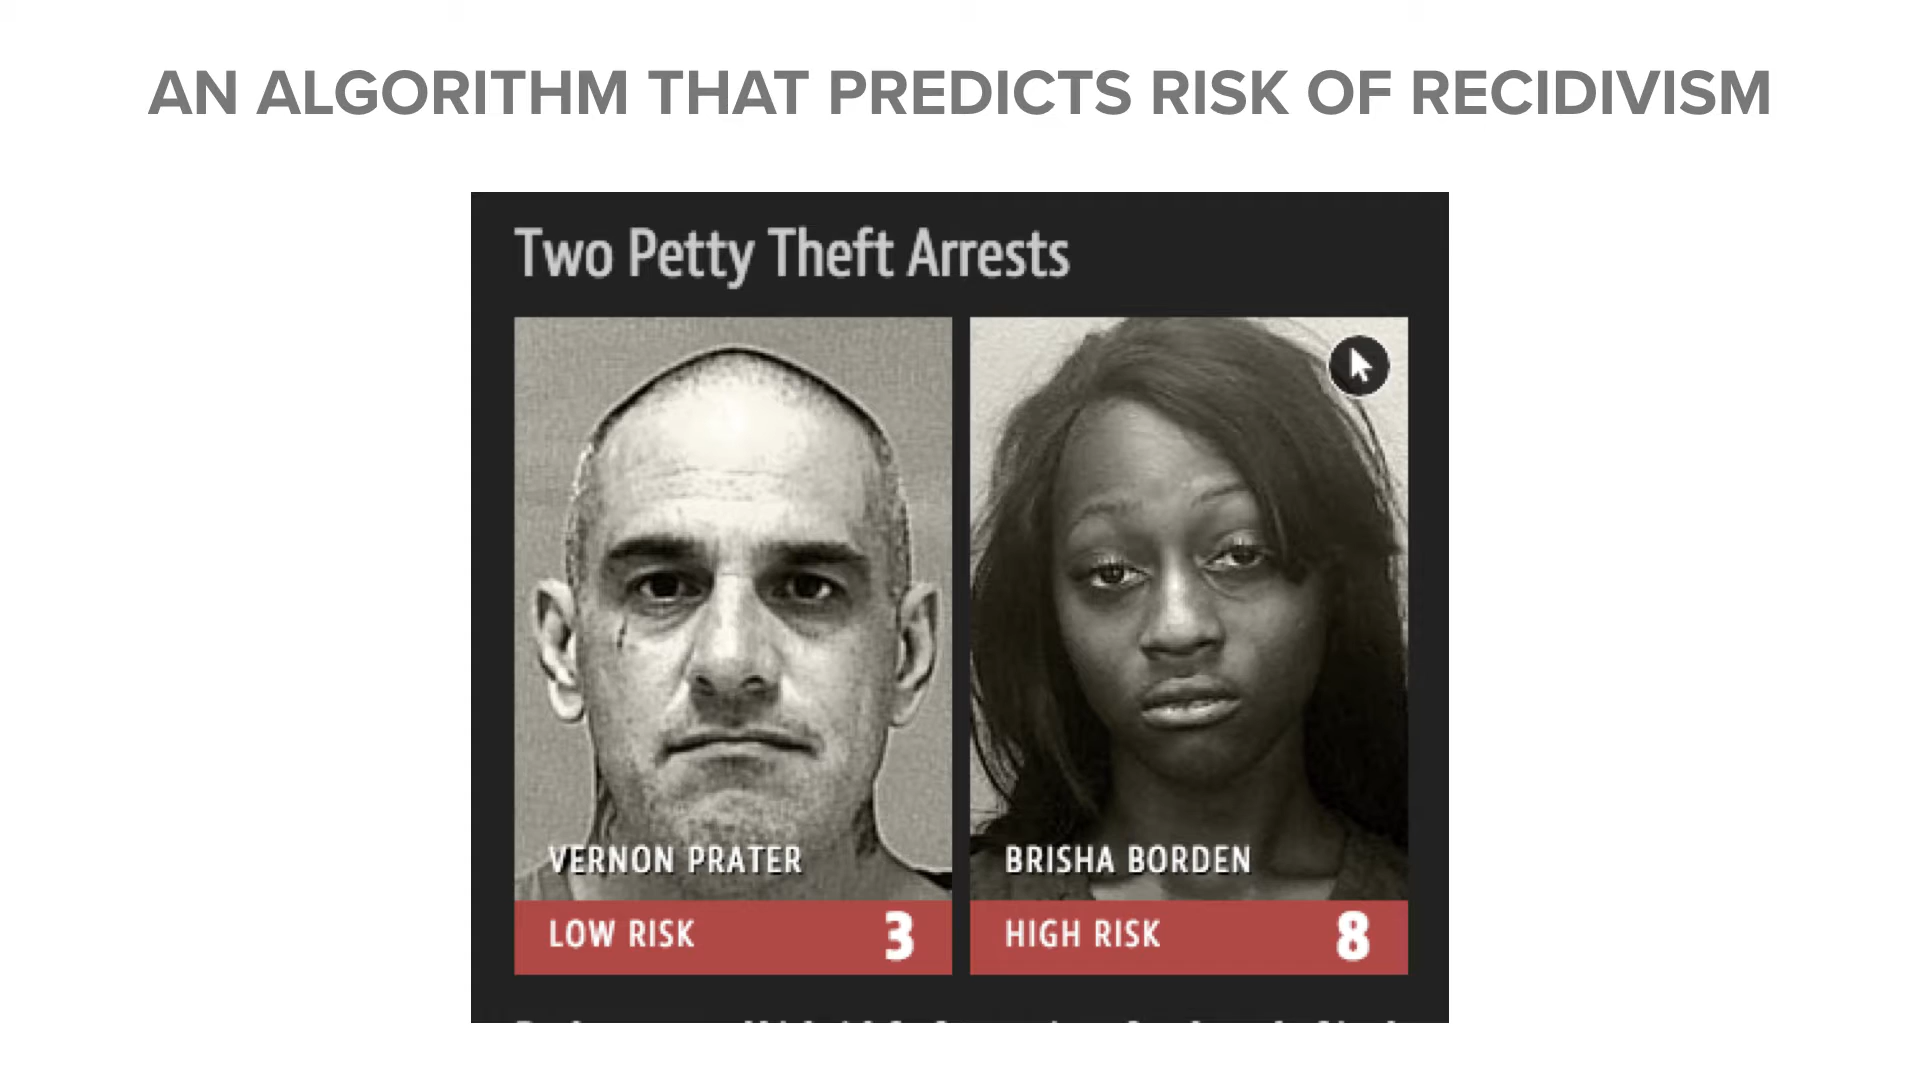 AN ALGORITHM THAT PREDICTS RISK OF RECIDIVISM
Two Petty Theft Arrests
VERNON PRATER
BRISHA BORDEN
LOW RISK 3
HIGH RISK 8